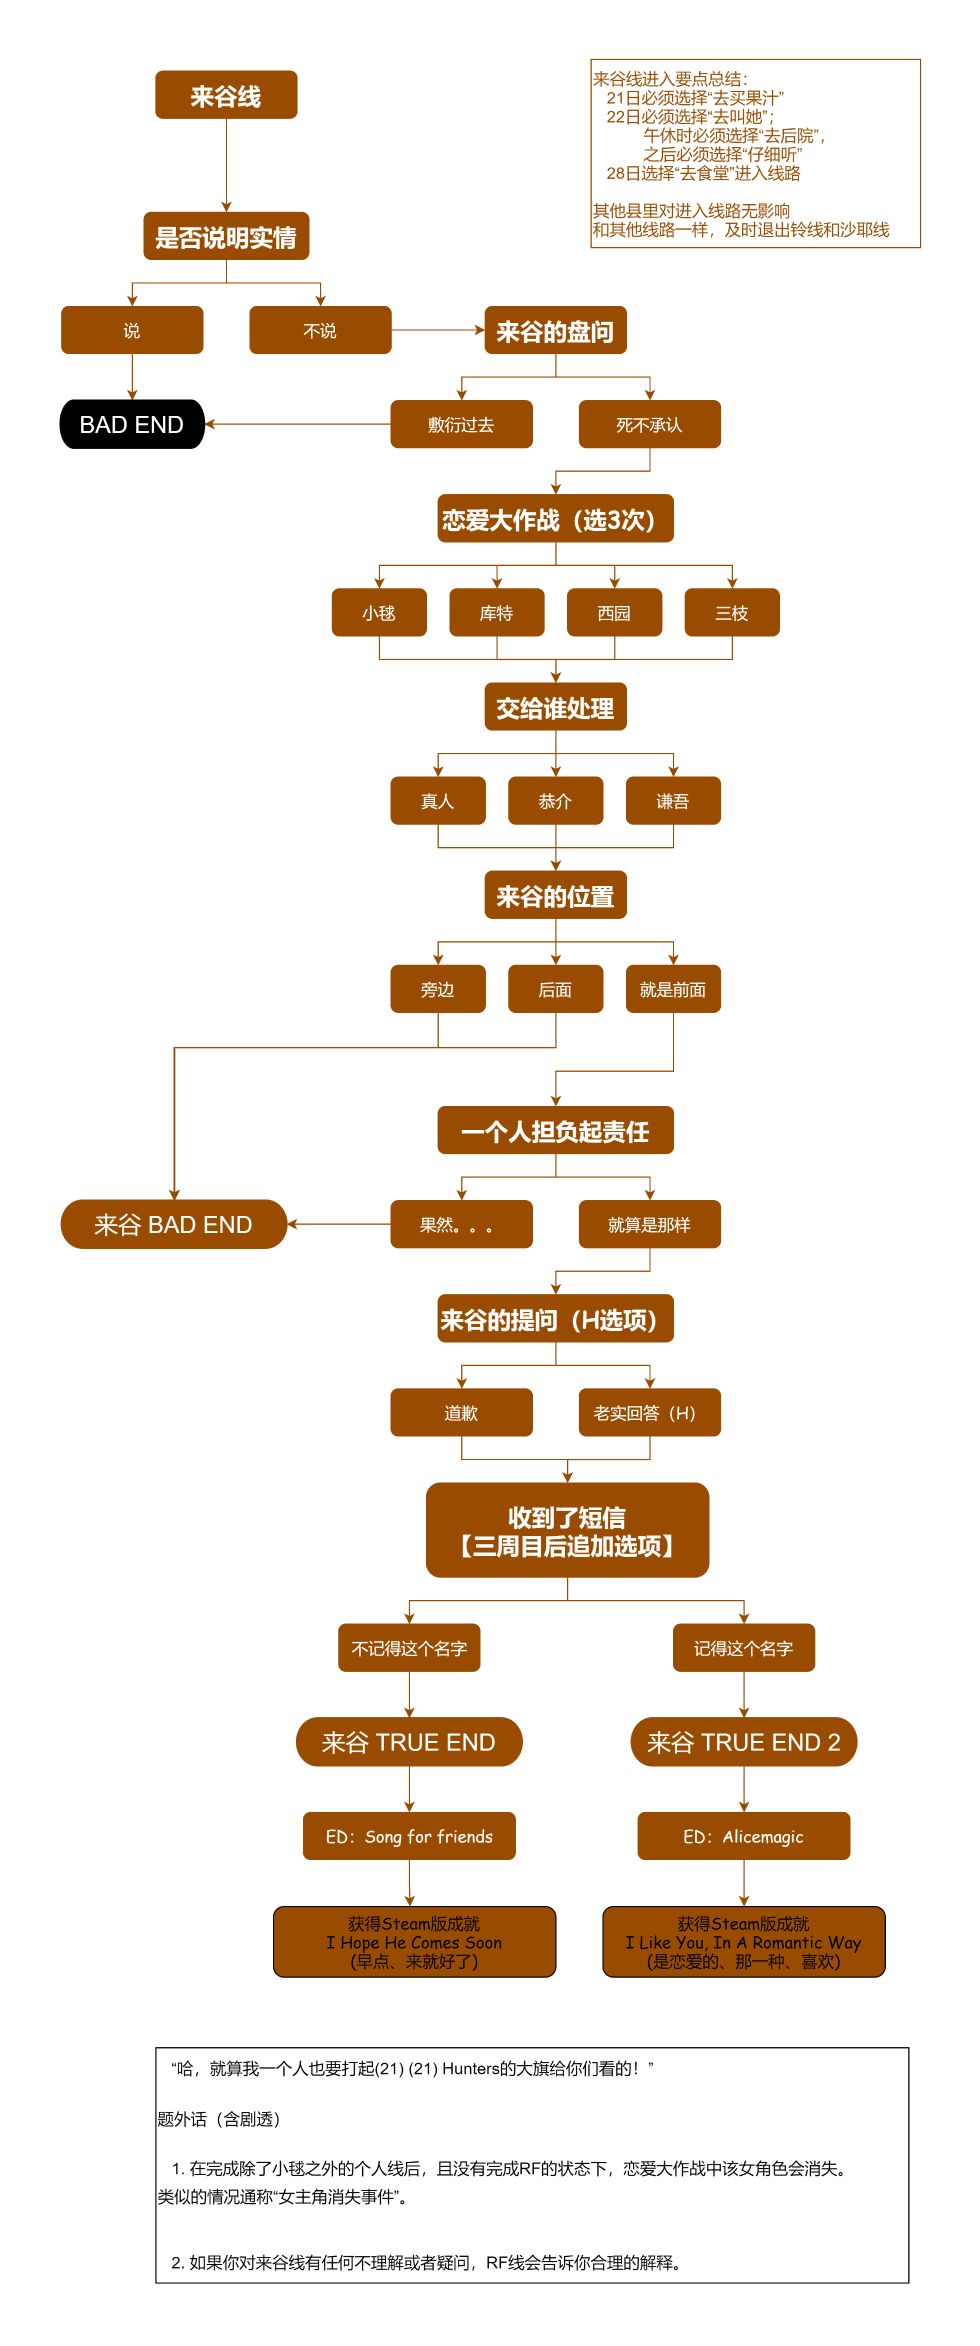 来谷线
来谷线进入要点总结：
21日必须选择“去买果汁”
22日必须选择“去叫她”；
午休时必须选择“去后院”，
之后必须选择“仔细听”
28日选择“去食堂”进入线路
其他县里对进入线路无影响
和其他线路一样，及时退出铃线和沙耶线
是否说明实情
说
不说
来谷的盘问
BAD END
敷衍过去
死不承认
恋爱大作战（选3次）
小毬
库特
西园
三枝
交给谁处理
真人
恭介
谦吾
来谷的位置
旁边
后面
就是前面
一个人担负起责任
来谷 BAD END
果然。。。
就算是那样
来谷的提问（H选项）
道歉
老实回答（H）
收到了短信
【三周目后追加选项】
不记得这个名字
记得这个名字
来谷 TRUE END
来谷 TRUE END 2
ED：Song for friends
ED：Alicemagic
获得Steam版成就
I Hope He Comes Soon
(早点、来就好了)
获得Steam版成就
I Like You, In A Romantic Way
(是恋爱的、那一种、喜欢)
“哈，就算我一个人也要打起(21) (21) Hunters的大旗给你们看的！”
题外话（含剧透）
1. 在完成除了小毬之外的个人线后，且没有完成RF的状态下，恋爱大作战中该女角色会消失。
类似的情况通称“女主角消失事件”。
2. 如果你对来谷线有任何不理解或者疑问，RF线会告诉你合理的解释。